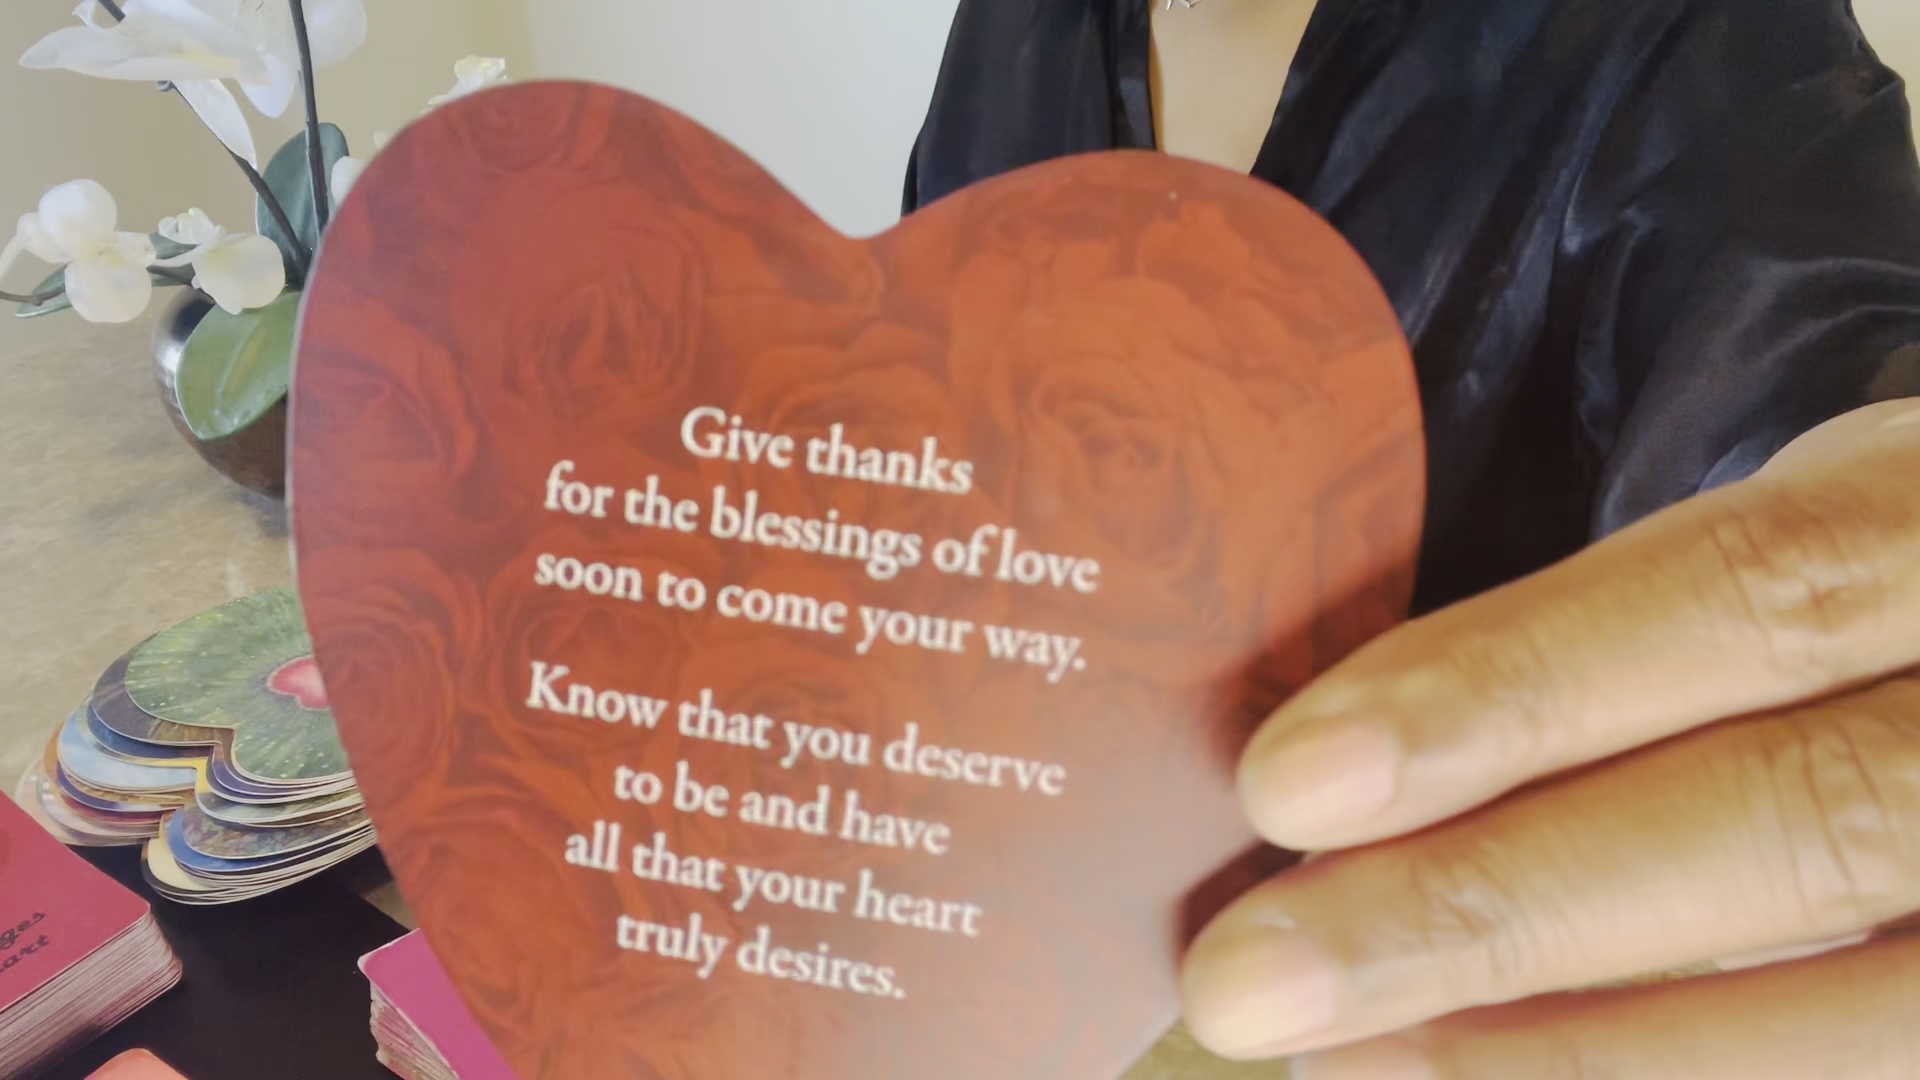 Give thanks
for the blessings of love
soon to come your way.
Know that you deserve
to be and have
all that your heart
truly desires.